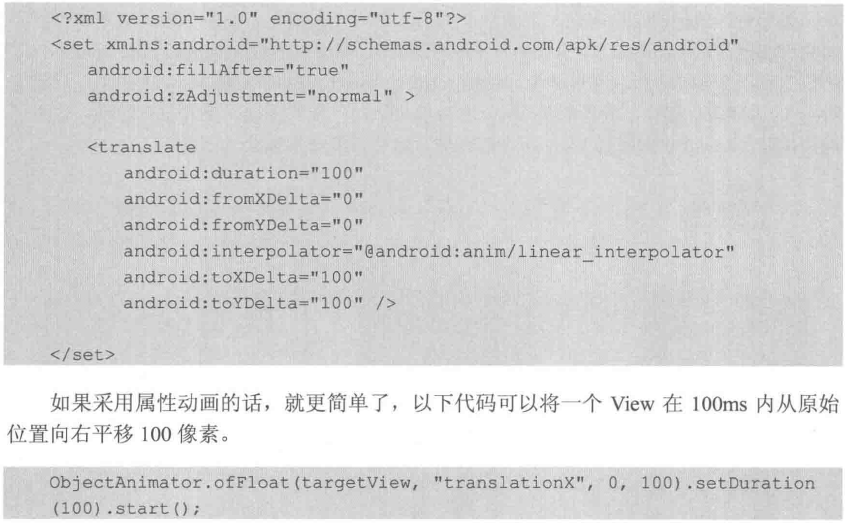 <?xml version="1.0" encoding="utf-8"?>
<set xmlns:android="http://schemas.android.com/apk/res/android"
android:fillAfter="true"
android:zAdjustment="normal" >
<translate
android:duration="100"
android:fromXDelta="0"
android:fromYDelta="0"
android:interpolator="@android:anim/linear_interpolator"
android:toXDelta="100"
android:toYDelta="100" />
</set>
如果采用属性动画的话，就更简单了，以下代码可以将一个 View 在 100ms 内从原始
位置向右平移 100 像素。
ObjectAnimator.ofFloat(targetView, "translationX", 0, 100).setDuration
(100).start();